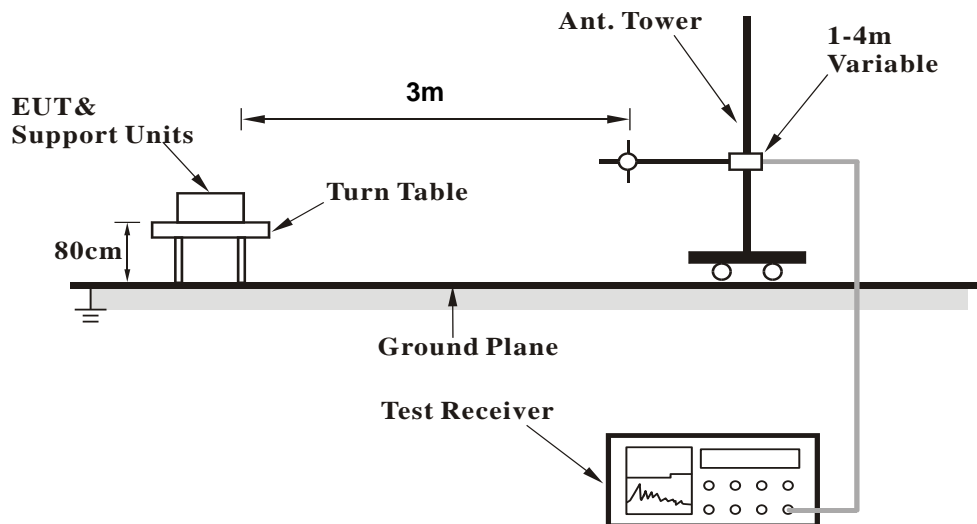 Ant. Tower
1-4m
Variable
3m
EUT&
Support Units
Turn Table
80cm
Ground Plane
Test Receiver